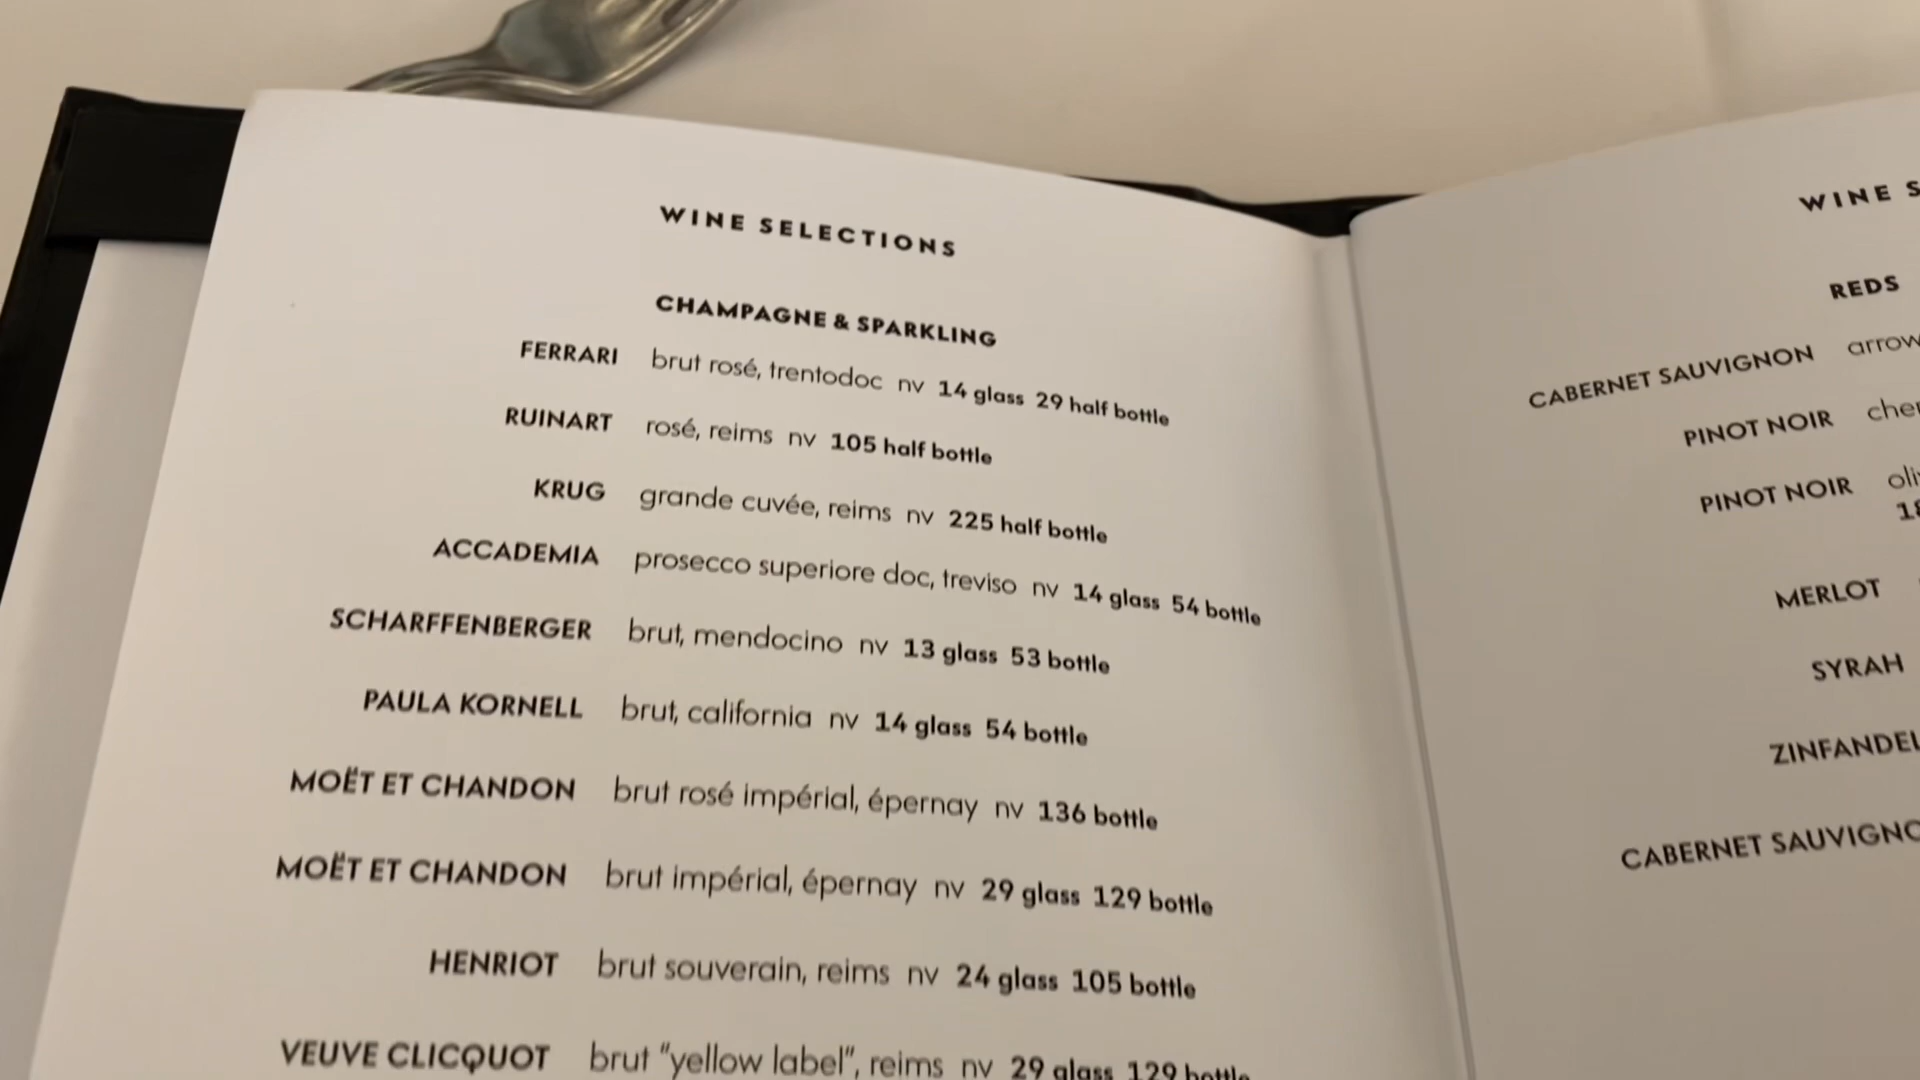 WINE SELECTIONS
CHAMPAGNE & SPARKLING
FERRARI brut rosé, trentodoc nv 14 glass 29 half bottle
RUINART rosé, reims nv 105 half bottle
KRUG grande cuvée, reims nv 225 half bottle
ACCADEMIA prosecco superiore doc, treviso nv 14 glass 54 bottle
SCHARFFENBERGER brut, mendocino nv 13 glass 53 bottle
PAULA KORNELL brut, california nv 14 glass 54 bottle
MOËT ET CHANDON brut rosé impérial, épernay nv 136 bottle
MOËT ET CHANDON brut impérial, épernay nv 29 glass 129 bottle
HENRIOT brut souverain, reims nv 24 glass 105 bottle
VEUVE CLICQUOT brut "yellow label", reims nv 29 glass 129 bottle
WINE
REDS
CABERNET SAUVIGNON
PINOT NOIR
PINOT NOIR
MERLOT
SYRAH
ZINFANDEL
CABERNET